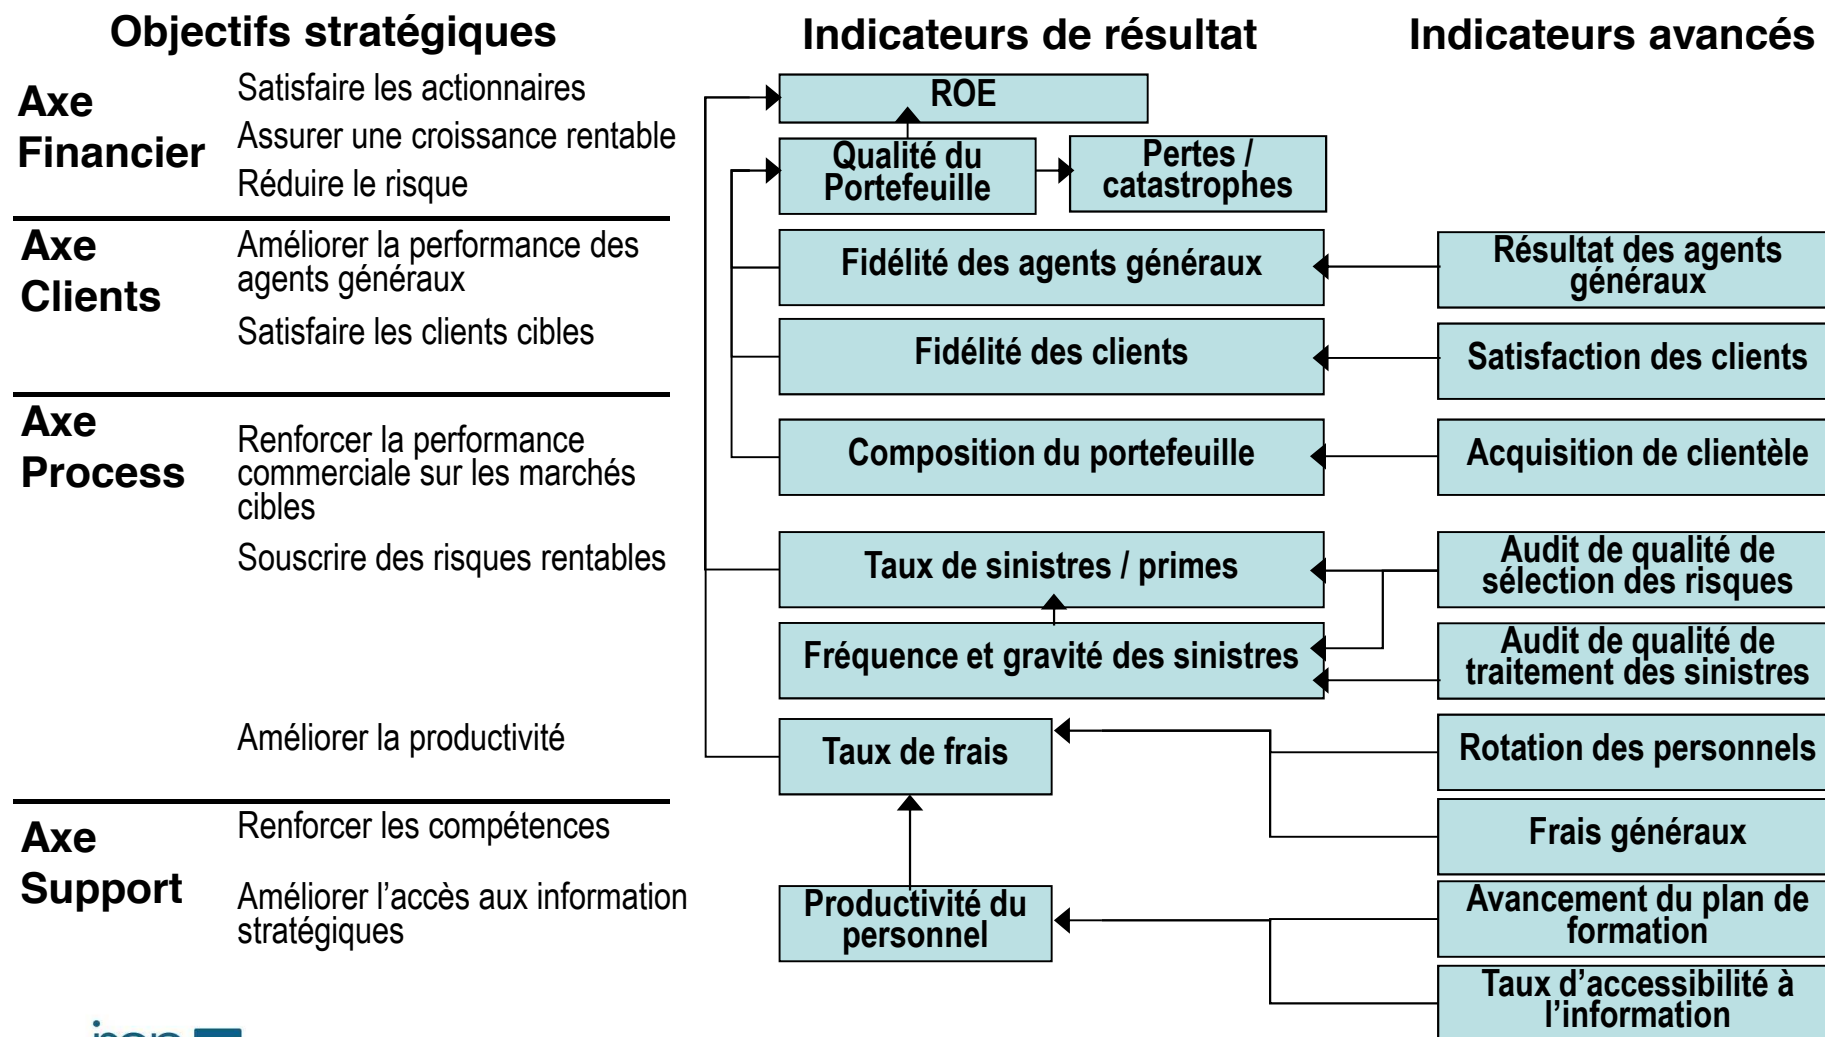 Objectifs stratégiques
Indicateurs de résultat
Indicateurs avancés
Axe
Financier
Satisfaire les actionnaires
Assurer une croissance rentable
Réduire le risque
ROE
Qualité du
Portefeuille
Pertes /
catastrophes
Axe
Clients
Améliorer la performance des
agents généraux
Satisfaire les clients cibles
Fidélité des agents généraux
Résultat des agents
généraux
Fidélité des clients
Satisfaction des clients
Axe
Process
Renforcer la performance
commerciale sur les marchés
cibles
Souscrire des risques rentables
Améliorer la productivité
Composition du portefeuille
Acquisition de clientèle
Taux de sinistres / primes
Audit de qualité de
sélection des risques
Fréquence et gravité des sinistres
Audit de qualité de
traitement des sinistres
Taux de frais
Rotation des personnels
Frais généraux
Axe
Support
Renforcer les compétences
Améliorer l'accès aux information
stratégiques
Productivité du
personnel
Avancement du plan de
formation
Taux d'accessibilité à
l'information